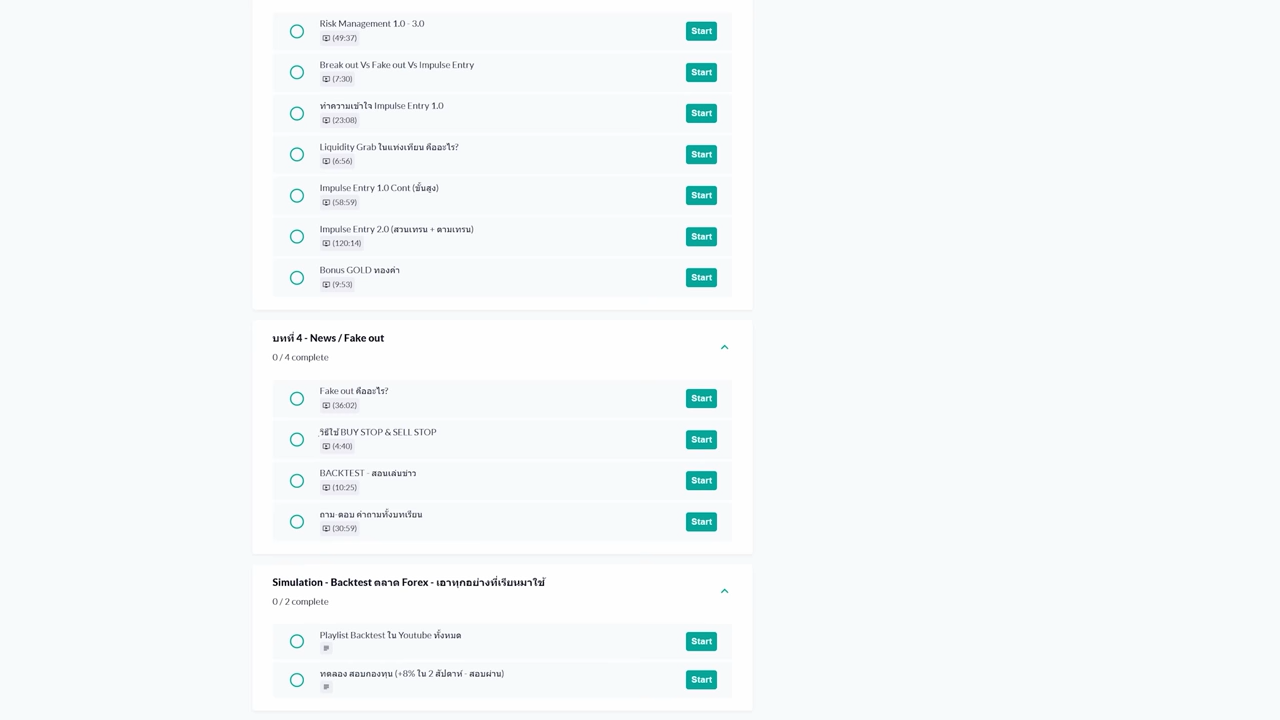 Risk Management 1.0 - 3.0
(49:37)
Start
Break out Vs Fake out Vs Impulse Entry
(7:30)
Start
ทำความเข้าใจ Impulse Entry 1.0
(23:08)
Start
Liquidity Grab ในแท่งเทียน คืออะไร?
(6:56)
Start
Impulse Entry 1.0 Cont (ขั้นสูง)
(58:59)
Start
Impulse Entry 2.0 (สวนเทรน + ตามเทรน)
(120:14)
Start
Bonus GOLD ทองคำ
(9:53)
Start
บทที่ 4 - News / Fake out
0 / 4 complete
Fake out คืออะไร?
(36:02)
Start
วิธีใช้ BUY STOP & SELL STOP
(4:40)
Start
BACKTEST - สอนเล่นข่าว
(10:25)
Start
ถาม-ตอบ คำถามทั้งบทเรียน
(30:59)
Start
Simulation - Backtest ตลาด Forex - เอาทุกอย่างที่เรียนมาใช้
0 / 2 complete
Playlist Backtest ใน Youtube ทั้งหมด
Start
ทดลอง สอบกองทุน (+8% ใน 2 สัปดาห์ - สอบผ่าน)
Start